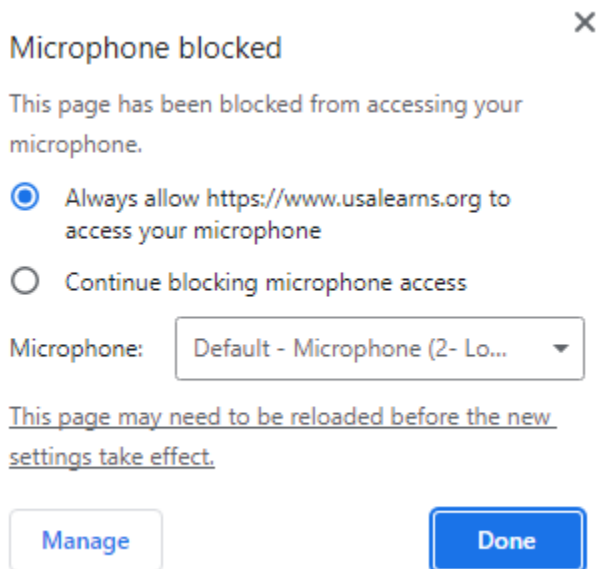 Microphone blocked
This page has been blocked from accessing your
microphone.
Always allow https://www.usalearns.org to
access your microphone
Continue blocking microphone access
Microphone: Default - Microphone (2- Lo...
This page may need to be reloaded before the new
settings take effect.
Manage Done